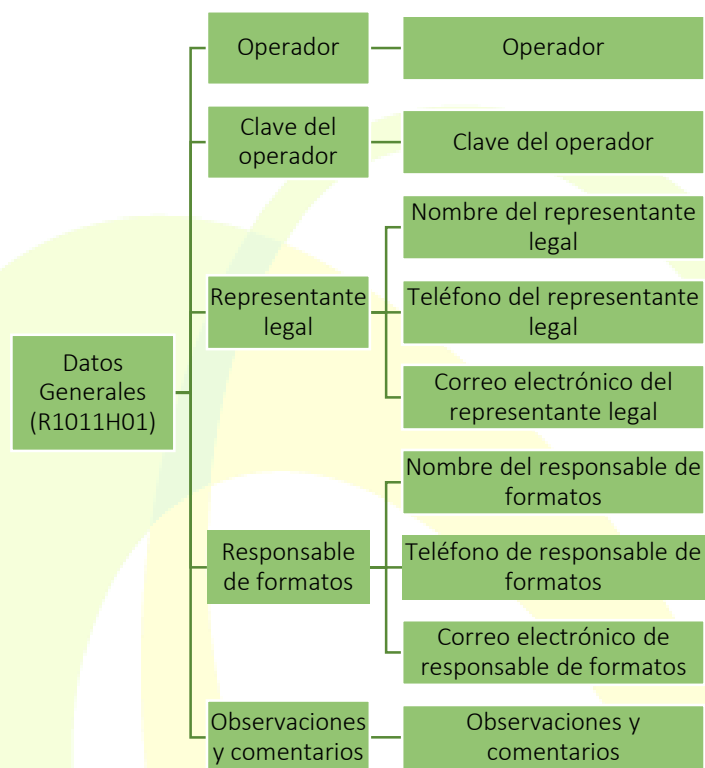 Datos
Generales
(R1011H01)
Operador
Operador
Clave del
operador
Clave del operador
Representante
legal
Nombre del representante
legal
Teléfono del representante
legal
Correo electrónico del
representante legal
Responsable
de formatos
Nombre del responsable de
formatos
Teléfono de responsable de
formatos
Correo electrónico de
responsable de formatos
Observaciones
y comentarios
Observaciones y
comentarios